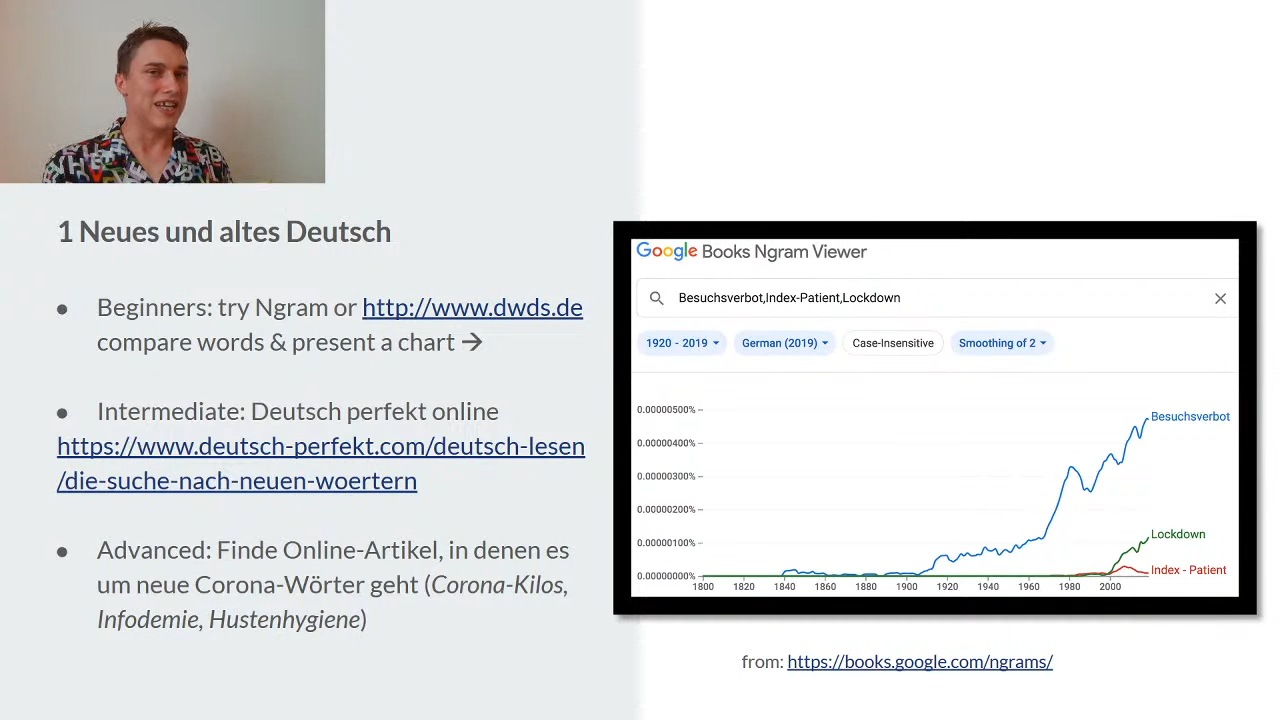 1 Neues und altes Deutsch
● Beginners: try Ngram or http://www.dwds.de
compare words & present a chart →
● Intermediate: Deutsch perfekt online
https://www.deutsch-perfekt.com/deutsch-lesen
/die-suche-nach-neuen-woertern
● Advanced: Finde Online-Artikel, in denen es
um neue Corona-Wörter geht (Corona-Kilos,
Infodemie, Hustenhygiene)
Google Books Ngram Viewer
Besuchsverbot,Index-Patient,Lockdown
1920 - 2019 German (2019) Case-Insensitive Smoothing of 2
0.00000500%
0.00000400%
0.00000300%
0.00000200%
0.00000100%
0.00000000%
Besuchsverbot
Lockdown
Index - Patient
1800 1820 1840 1860 1880 1900 1920 1940 1960 1980 2000
from: https://books.google.com/ngrams/